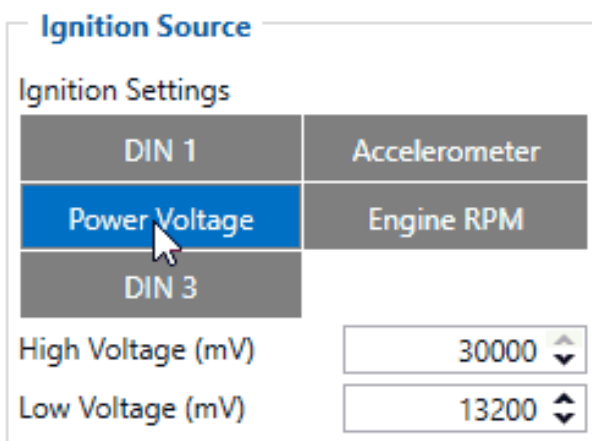 Ignition Source
Ignition Settings
DIN 1 Accelerometer
Power Voltage Engine RPM
DIN 3
High Voltage (mV) 30000
Low Voltage (mV) 13200